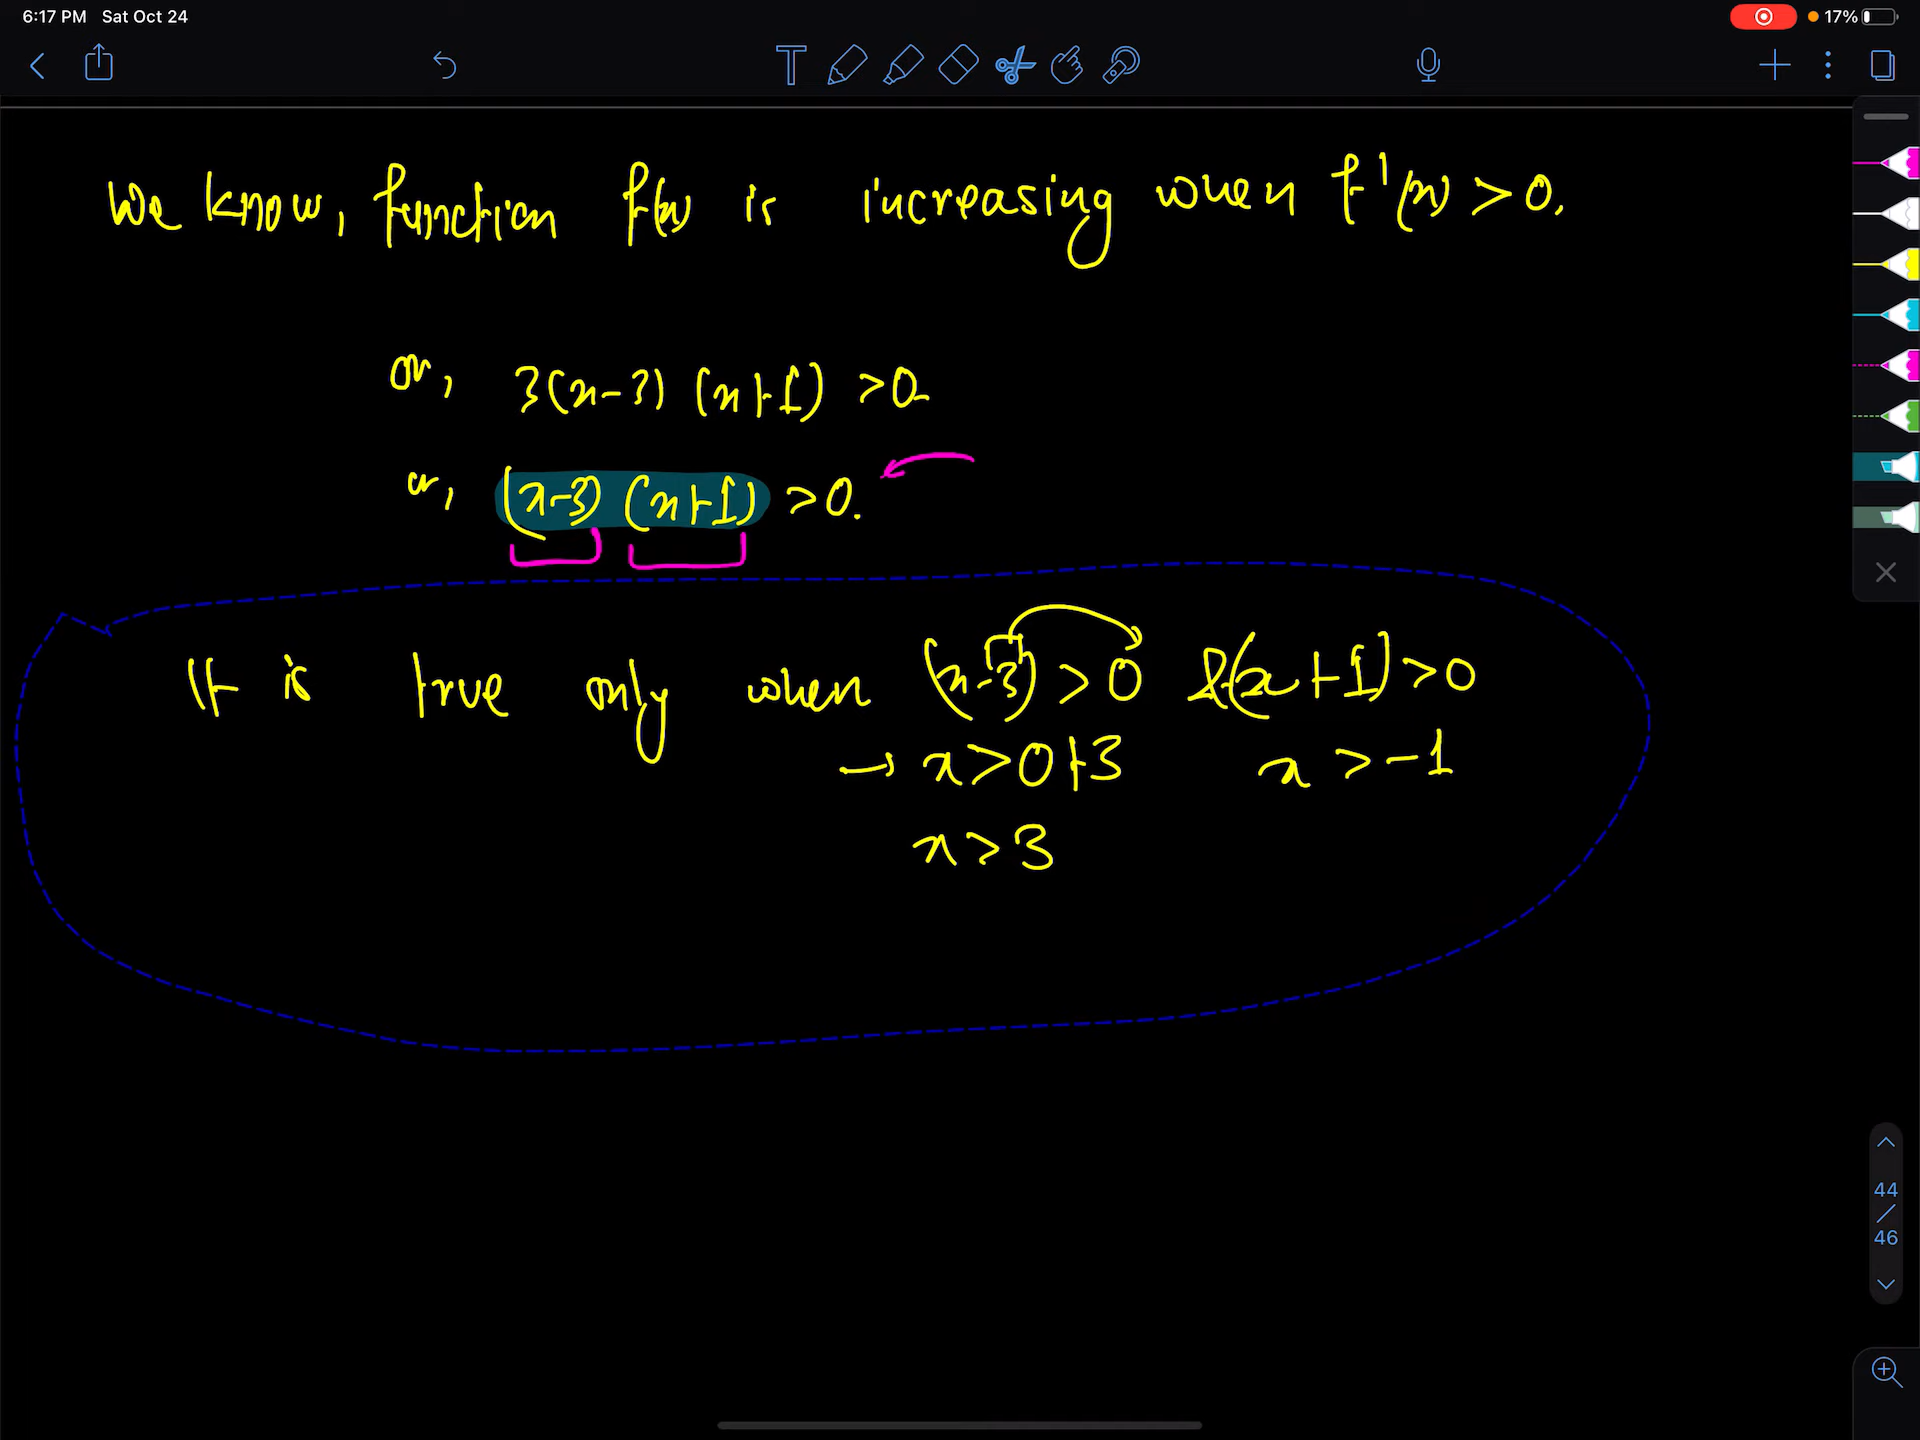 6:17 PM Sat Oct 24
17%
We know, function f(x) is increasing when f'(x) > 0.
or, 3(x-3) (x+1) >0.
or, (x-3) (x+1) >0.
It is true only when (x-3) > 0 &(x+1)>0
→ x>0+3 x >-1
x>3
44
/
46